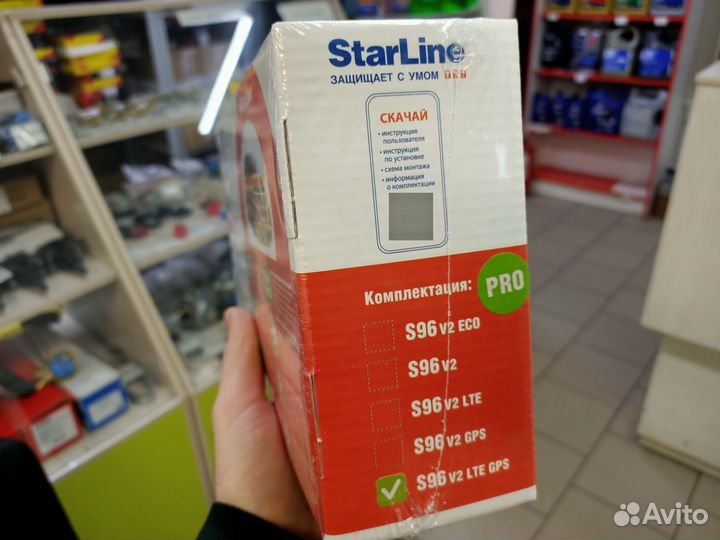 StarLine
ЗАЩИЩАЕТ С УМОМ
СКАЧАЙ
• инструкция
пользователя
• инструкция
по установке
• схема монтажа
• информация
о комплектации
Комплектация:
PRO
S96 V2 ECO
S96 V2
S96 V2 LTE
S96 V2 GPS
S96 V2 LTE GPS
Avito